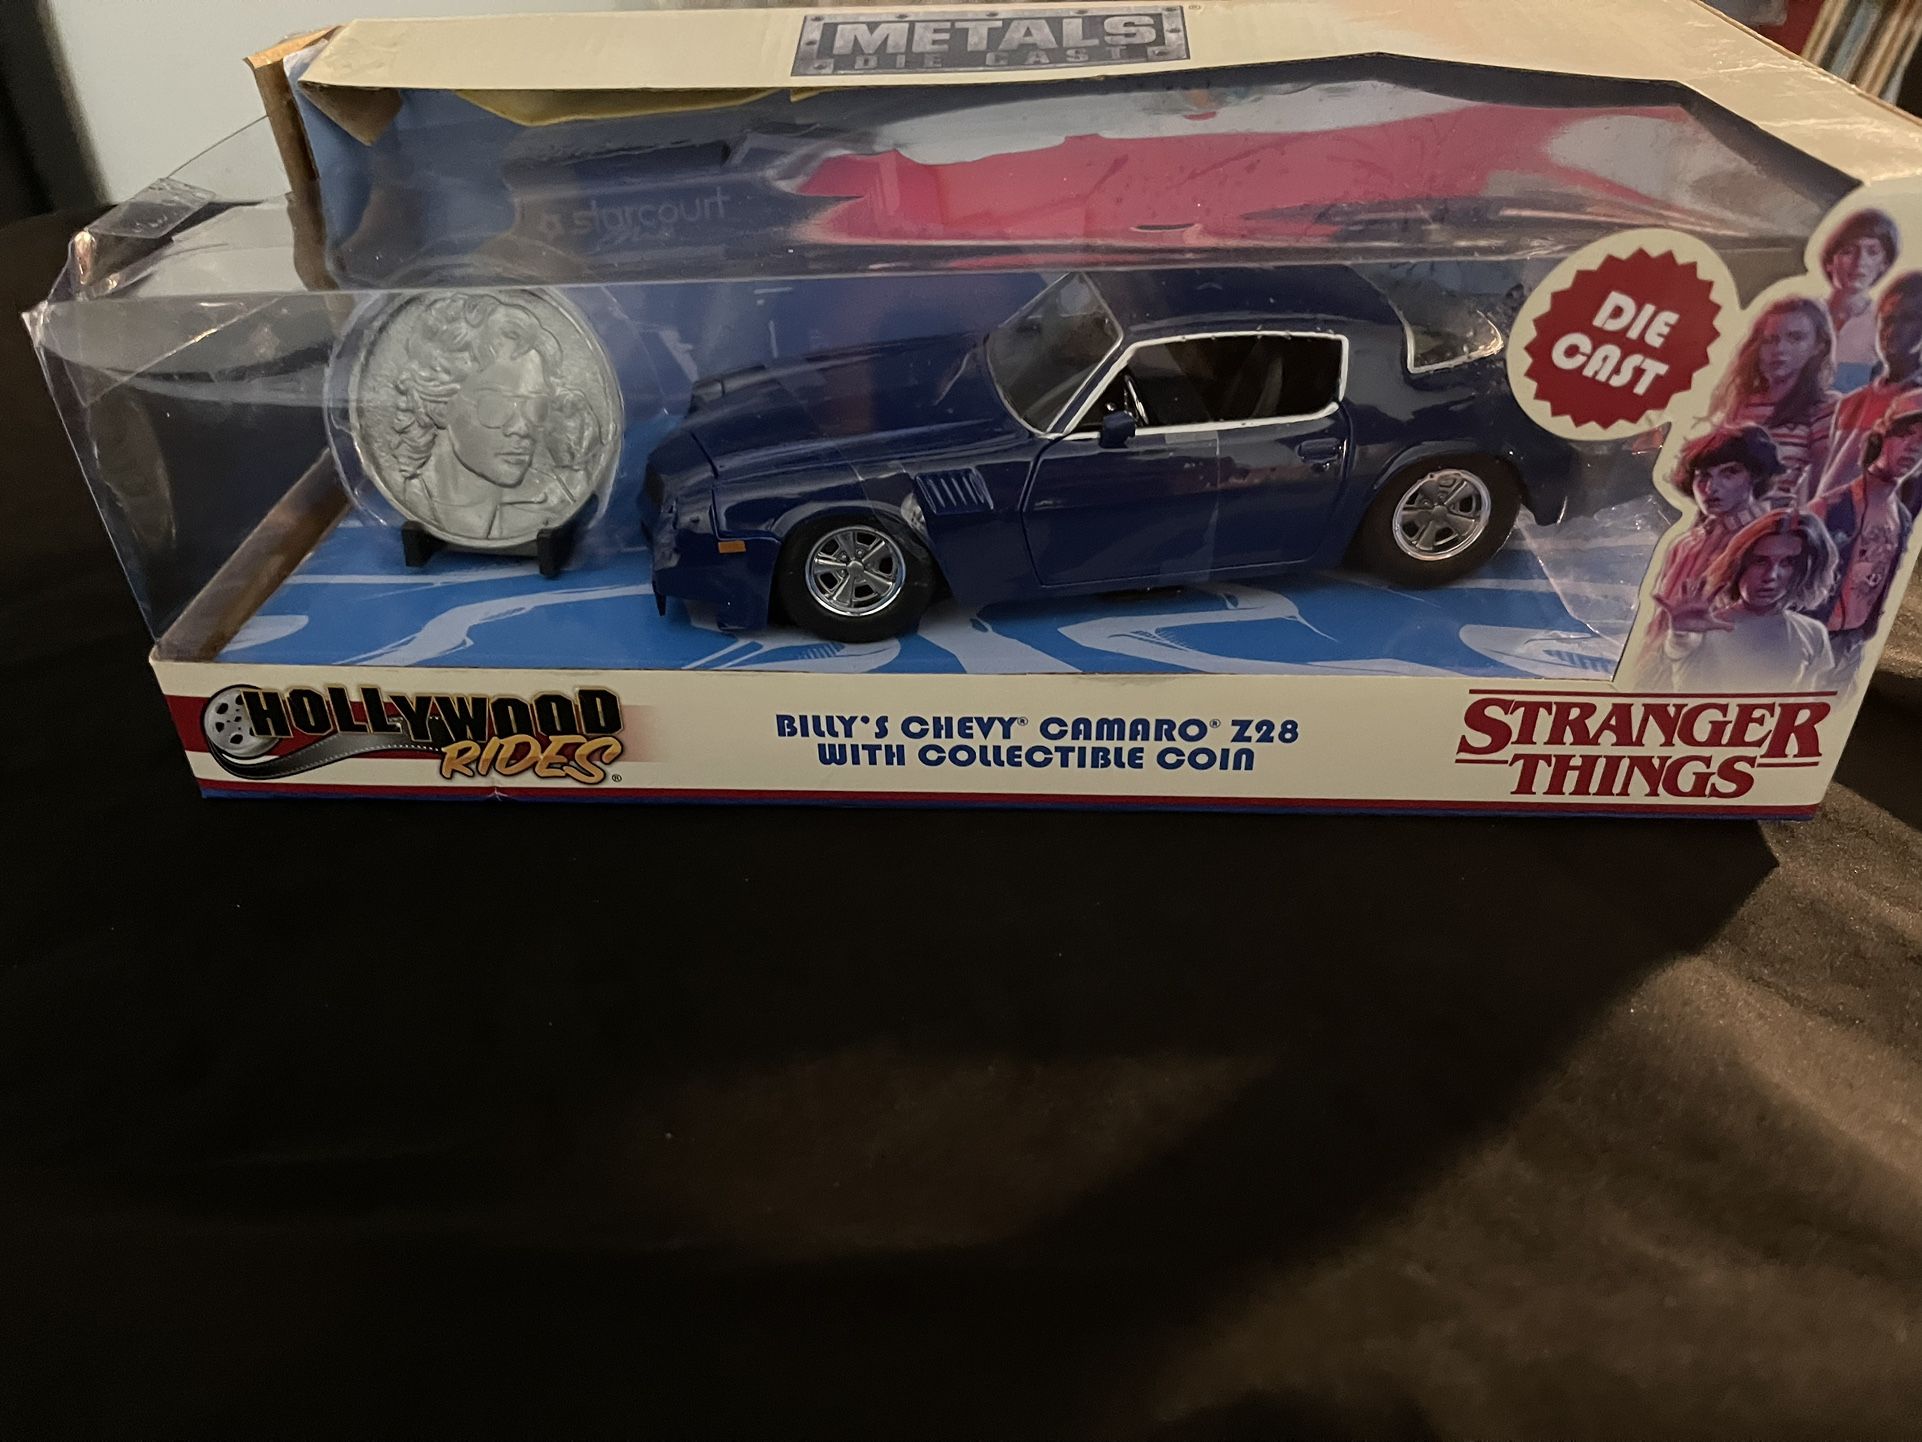 METALS®
DIE CAST
starcourt
DIE
CAST
HOLLYWOOD
RIDES®
BILLY'S CHEVY® CAMARO® Z28
WITH COLLECTIBLE COIN
STRANGER
THINGS